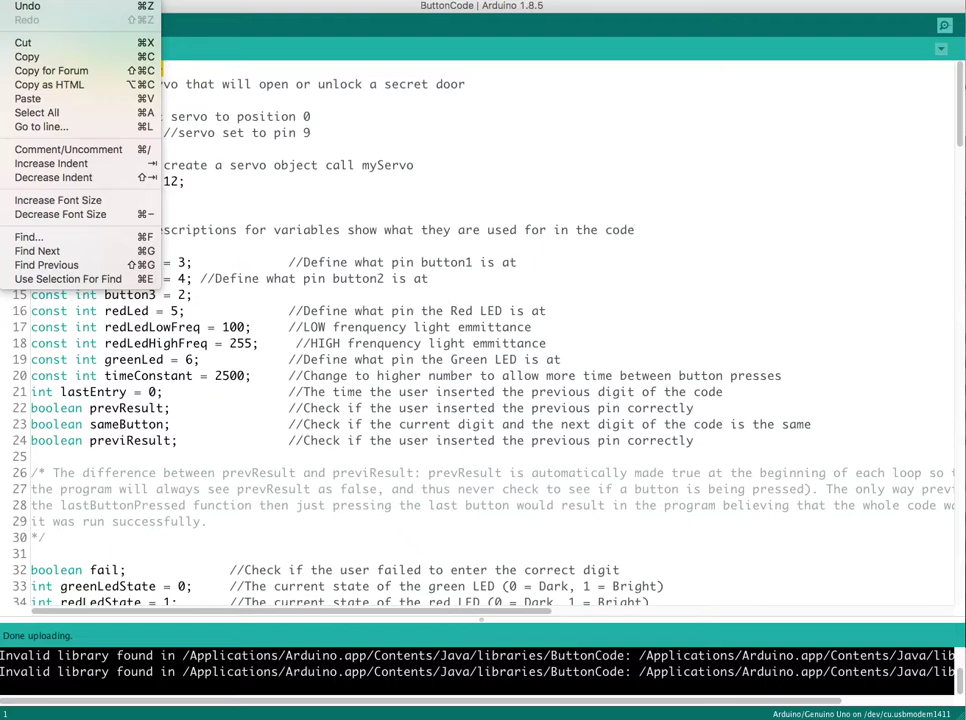 ButtonCode | Arduino 1.8.5
Undo ⌘Z
Redo ⇧⌘Z
Cut ⌘X
Copy ⌘C
Copy for Forum ⇧⌘C
Copy as HTML ⌥⌘C
Paste ⌘V
Select All ⌘A
Go to line... ⌘L
Comment/Uncomment ⌘/
Increase Indent ⇥
Decrease Indent ⇧⇥
Increase Font Size
Decrease Font Size ⌘−
Find... ⌘F
Find Next ⌘G
Find Previous ⇧⌘G
Use Selection For Find ⌘E
vo that will open or unlock a secret door
servo to position 0
//servo set to pin 9
create a servo object call myServo
12;
scriptions for variables show what they are used for in the code
= 3; //Define what pin button1 is at
= 4; //Define what pin button2 is at
15 const int button3 = 2;
16 const int redLed = 5; //Define what pin the Red LED is at
17 const int redLedLowFreq = 100; //LOW frenquency light emmittance
18 const int redLedHighFreq = 255; //HIGH frequency light emmittance
19 const int greenLed = 6; //Define what pin the Green LED is at
20 const int timeConstant = 2500; //Change to higher number to allow more time between button presses
21 int lastEntry = 0; //The time the user inserted the previous digit of the code
22 boolean prevResult; //Check if the user inserted the previous pin correctly
23 boolean sameButton; //Check if the current digit and the next digit of the code is the same
24 boolean previResult; //Check if the user inserted the previous pin correctly
25
26 /* The difference between prevResult and previResult: prevResult is automatically made true at the beginning of each loop so t
27 the program will always see prevResult as false, and thus never check to see if a button is being pressed). The only way prev
28 the lastButtonPressed function then just pressing the last button would result in the program believing that the whole code wa
29 it was run successfully.
30 */
31
32 boolean fail; //Check if the user failed to enter the correct digit
33 int greenLedState = 0; //The current state of the green LED (0 = Dark, 1 = Bright)
34 int redLedState = 1; //The current state of the red LED (0 = Dark, 1 = Bright)
Done uploading.
Invalid library found in /Applications/Arduino.app/Contents/Java/libraries/ButtonCode: /Applications/Arduino.app/Contents/Java/lib
Invalid library found in /Applications/Arduino.app/Contents/Java/libraries/ButtonCode: /Applications/Arduino.app/Contents/Java/lib
1 Arduino/Genuino Uno on /dev/cu.usbmodem1411